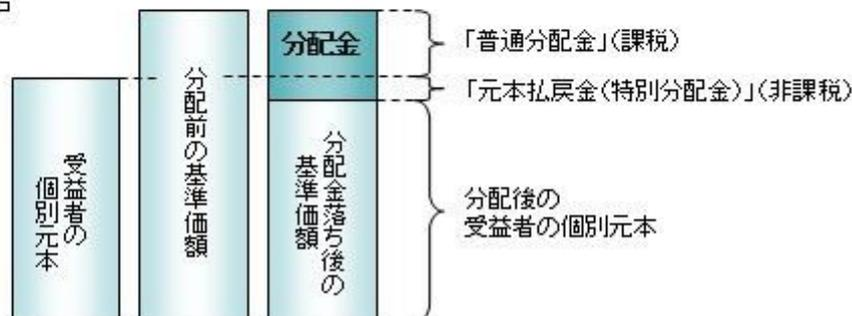 分配金
「普通分配金」(課税)
「元本払戻金(特別分配金)」(非課税)
受益者の
個別元本
分配前の基準価額
分配金落ち後の
基準価額
分配後の
受益者の個別元本